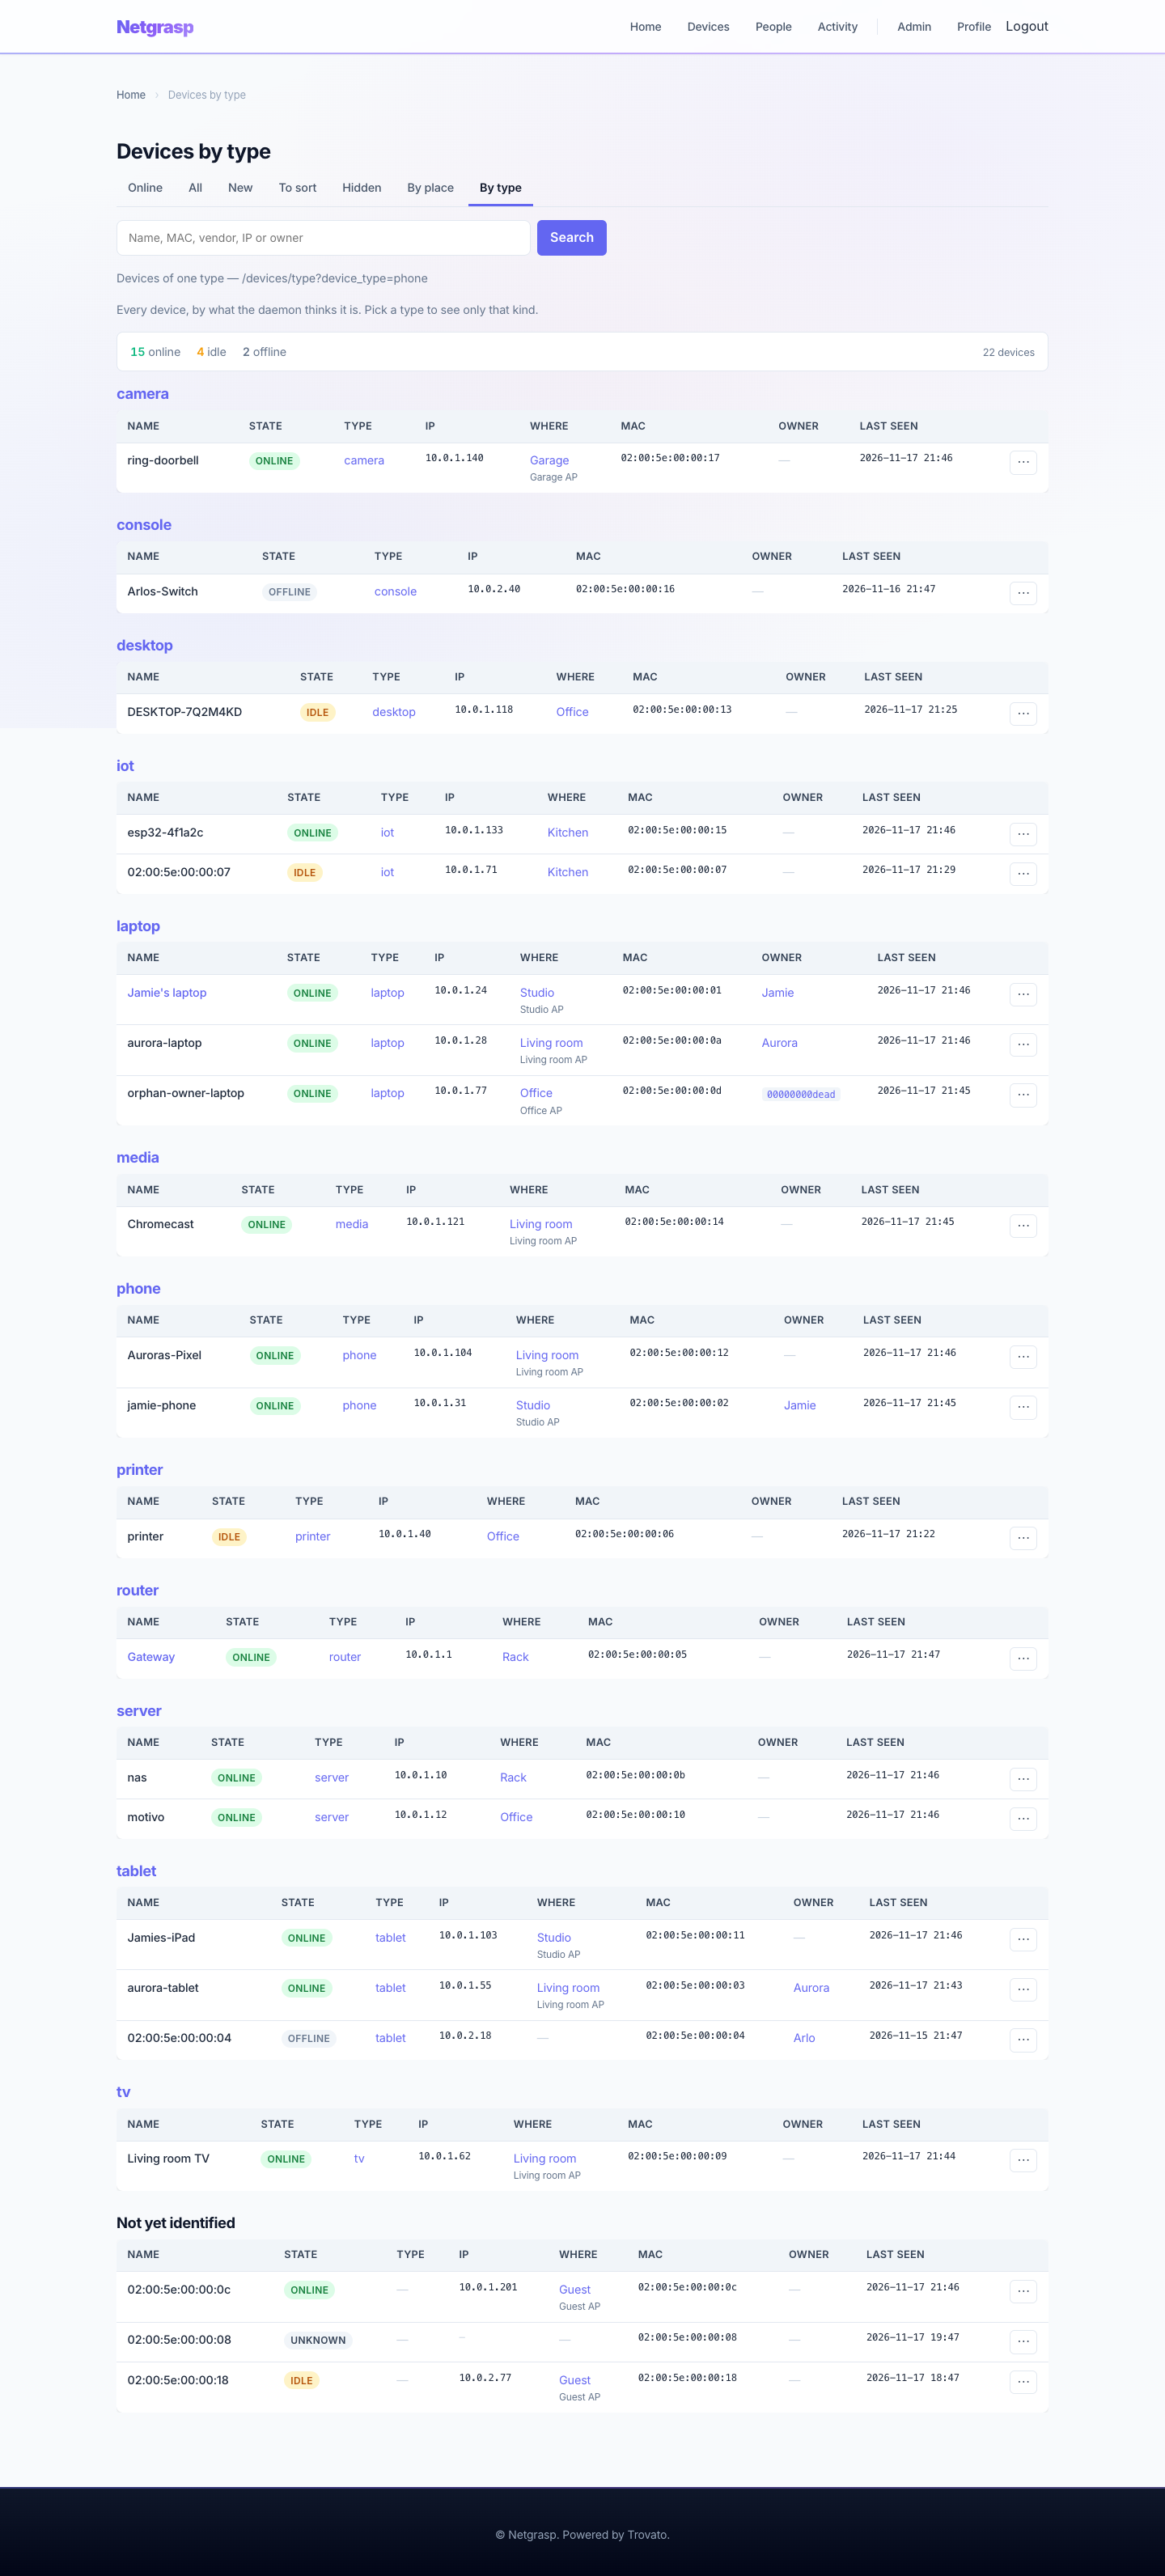 Netgrasp Home Devices People Activity Admin Profile Logout
Home › Devices by type
Devices by type
Online All New To sort Hidden By place By type
Name, MAC, vendor, IP or owner Search
Devices of one type — /devices/type?device_type=phone
Every device, by what the daemon thinks it is. Pick a type to see only that kind.
15 online 4 idle 2 offline 22 devices
camera
NAME STATE TYPE IP WHERE MAC OWNER LAST SEEN
ring-doorbell ONLINE camera 10.0.1.140 Garage 02:00:5e:00:00:17 — 2026-11-17 21:46 ...
Garage AP
console
NAME STATE TYPE IP MAC OWNER LAST SEEN
Arlos-Switch OFFLINE console 10.0.2.40 02:00:5e:00:00:16 — 2026-11-16 21:47 ...
desktop
NAME STATE TYPE IP WHERE MAC OWNER LAST SEEN
DESKTOP-7Q2M4KD IDLE desktop 10.0.1.118 Office 02:00:5e:00:00:13 — 2026-11-17 21:25 ...
iot
NAME STATE TYPE IP WHERE MAC OWNER LAST SEEN
esp32-4f1a2c ONLINE iot 10.0.1.133 Kitchen 02:00:5e:00:00:15 — 2026-11-17 21:46 ...
02:00:5e:00:00:07 IDLE iot 10.0.1.71 Kitchen 02:00:5e:00:00:07 — 2026-11-17 21:29 ...
laptop
NAME STATE TYPE IP WHERE MAC OWNER LAST SEEN
Jamie's laptop ONLINE laptop 10.0.1.24 Studio 02:00:5e:00:00:01 Jamie 2026-11-17 21:46 ...
Studio AP
aurora-laptop ONLINE laptop 10.0.1.28 Living room 02:00:5e:00:00:0a Aurora 2026-11-17 21:46 ...
Living room AP
orphan-owner-laptop ONLINE laptop 10.0.1.77 Office 02:00:5e:00:00:0d 00000000dead 2026-11-17 21:45 ...
Office AP
media
NAME STATE TYPE IP WHERE MAC OWNER LAST SEEN
Chromecast ONLINE media 10.0.1.121 Living room 02:00:5e:00:00:14 — 2026-11-17 21:45 ...
Living room AP
phone
NAME STATE TYPE IP WHERE MAC OWNER LAST SEEN
Auroras-Pixel ONLINE phone 10.0.1.104 Living room 02:00:5e:00:00:12 — 2026-11-17 21:46 ...
Living room AP
jamie-phone ONLINE phone 10.0.1.31 Studio 02:00:5e:00:00:02 Jamie 2026-11-17 21:45 ...
Studio AP
printer
NAME STATE TYPE IP WHERE MAC OWNER LAST SEEN
printer IDLE printer 10.0.1.40 Office 02:00:5e:00:00:06 — 2026-11-17 21:22 ...
router
NAME STATE TYPE IP WHERE MAC OWNER LAST SEEN
Gateway ONLINE router 10.0.1.1 Rack 02:00:5e:00:00:05 — 2026-11-17 21:47 ...
server
NAME STATE TYPE IP WHERE MAC OWNER LAST SEEN
nas ONLINE server 10.0.1.10 Rack 02:00:5e:00:00:0b — 2026-11-17 21:46 ...
motivo ONLINE server 10.0.1.12 Office 02:00:5e:00:00:10 — 2026-11-17 21:46 ...
tablet
NAME STATE TYPE IP WHERE MAC OWNER LAST SEEN
Jamies-iPad ONLINE tablet 10.0.1.103 Studio 02:00:5e:00:00:11 — 2026-11-17 21:46 ...
Studio AP
aurora-tablet ONLINE tablet 10.0.1.55 Living room 02:00:5e:00:00:03 Aurora 2026-11-17 21:43 ...
Living room AP
02:00:5e:00:00:04 OFFLINE tablet 10.0.2.18 — 02:00:5e:00:00:04 Arlo 2026-11-15 21:47 ...
tv
NAME STATE TYPE IP WHERE MAC OWNER LAST SEEN
Living room TV ONLINE tv 10.0.1.62 Living room 02:00:5e:00:00:09 — 2026-11-17 21:44 ...
Living room AP
Not yet identified
NAME STATE TYPE IP WHERE MAC OWNER LAST SEEN
02:00:5e:00:00:0c ONLINE — 10.0.1.201 Guest 02:00:5e:00:00:0c — 2026-11-17 21:46 ...
Guest AP
02:00:5e:00:00:08 UNKNOWN — — — 02:00:5e:00:00:08 — 2026-11-17 19:47 ...
02:00:5e:00:00:18 IDLE — 10.0.2.77 Guest 02:00:5e:00:00:18 — 2026-11-17 18:47 ...
Guest AP
© Netgrasp. Powered by Trovato.